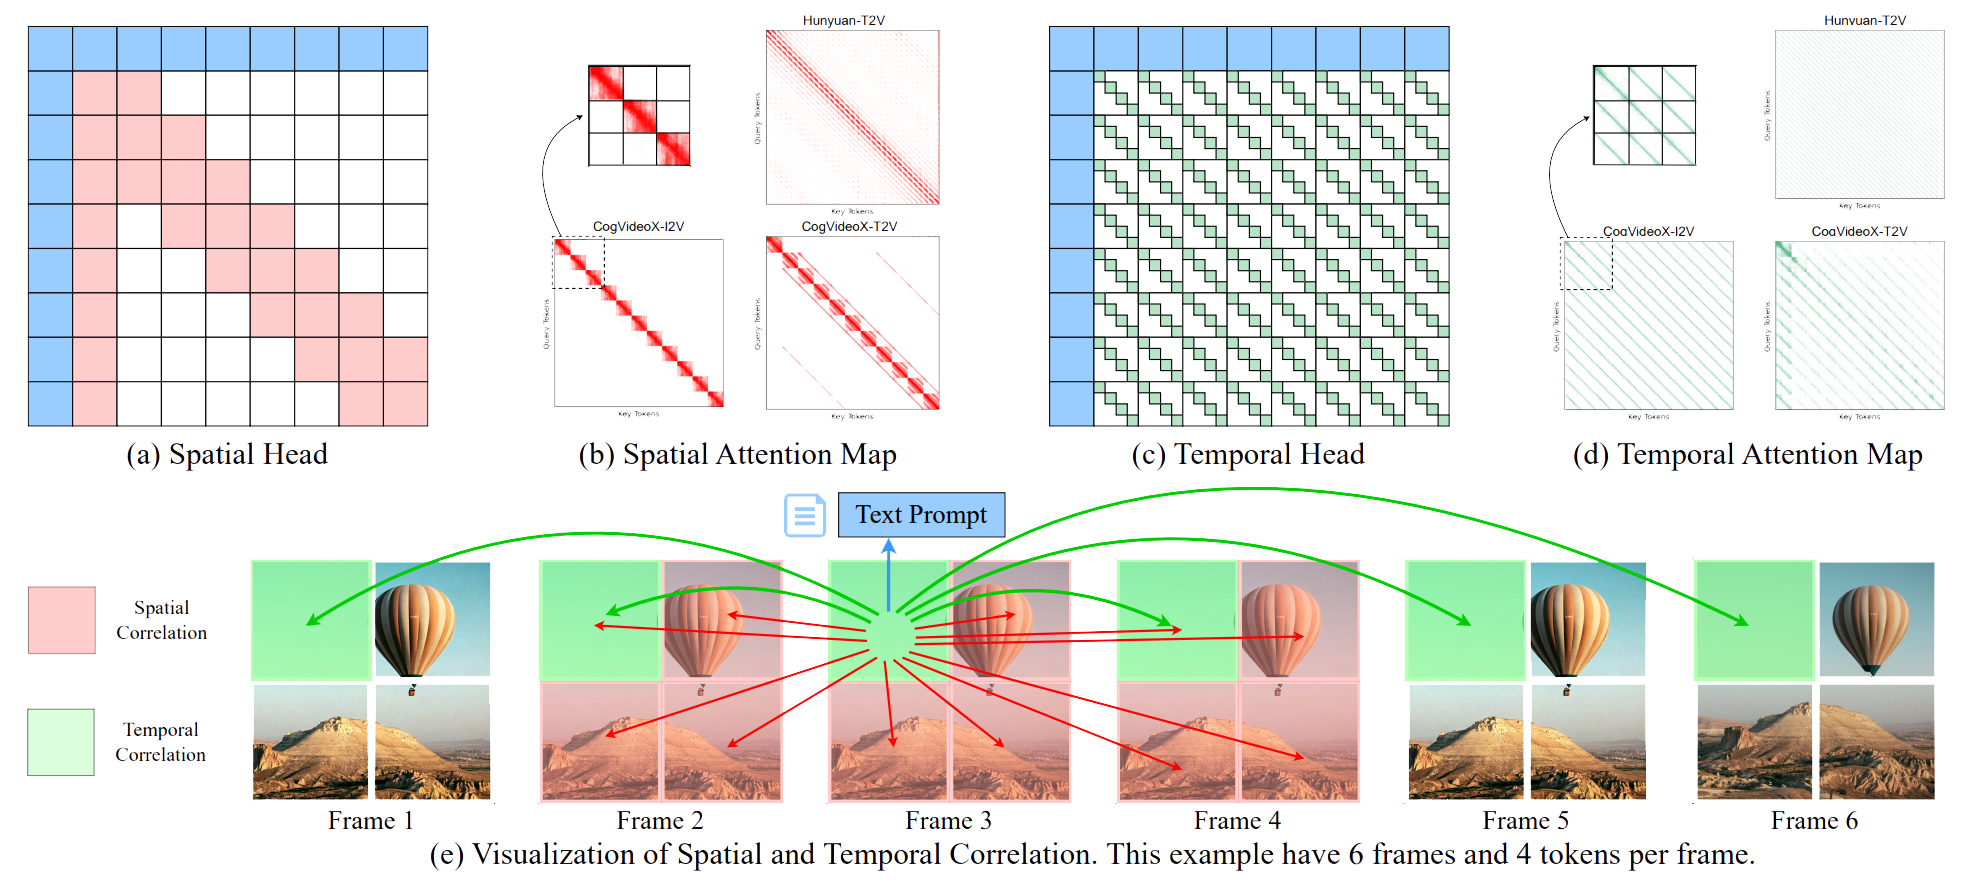 Hunyuan-T2V
Query Tokens
Key Tokens
CogVideoX-I2V
Query Tokens
Key Tokens
CogVideoX-T2V
Query Tokens
Key Tokens
Hunyuan-T2V
Query Tokens
Key Tokens
CogVideoX-I2V
Query Tokens
Key Tokens
CogVideoX-T2V
Query Tokens
Key Tokens
(a) Spatial Head
(b) Spatial Attention Map
(c) Temporal Head
(d) Temporal Attention Map
Text Prompt
Spatial
Correlation
Temporal
Correlation
Frame 1
Frame 2
Frame 3
Frame 4
Frame 5
Frame 6
(e) Visualization of Spatial and Temporal Correlation. This example have 6 frames and 4 tokens per frame.